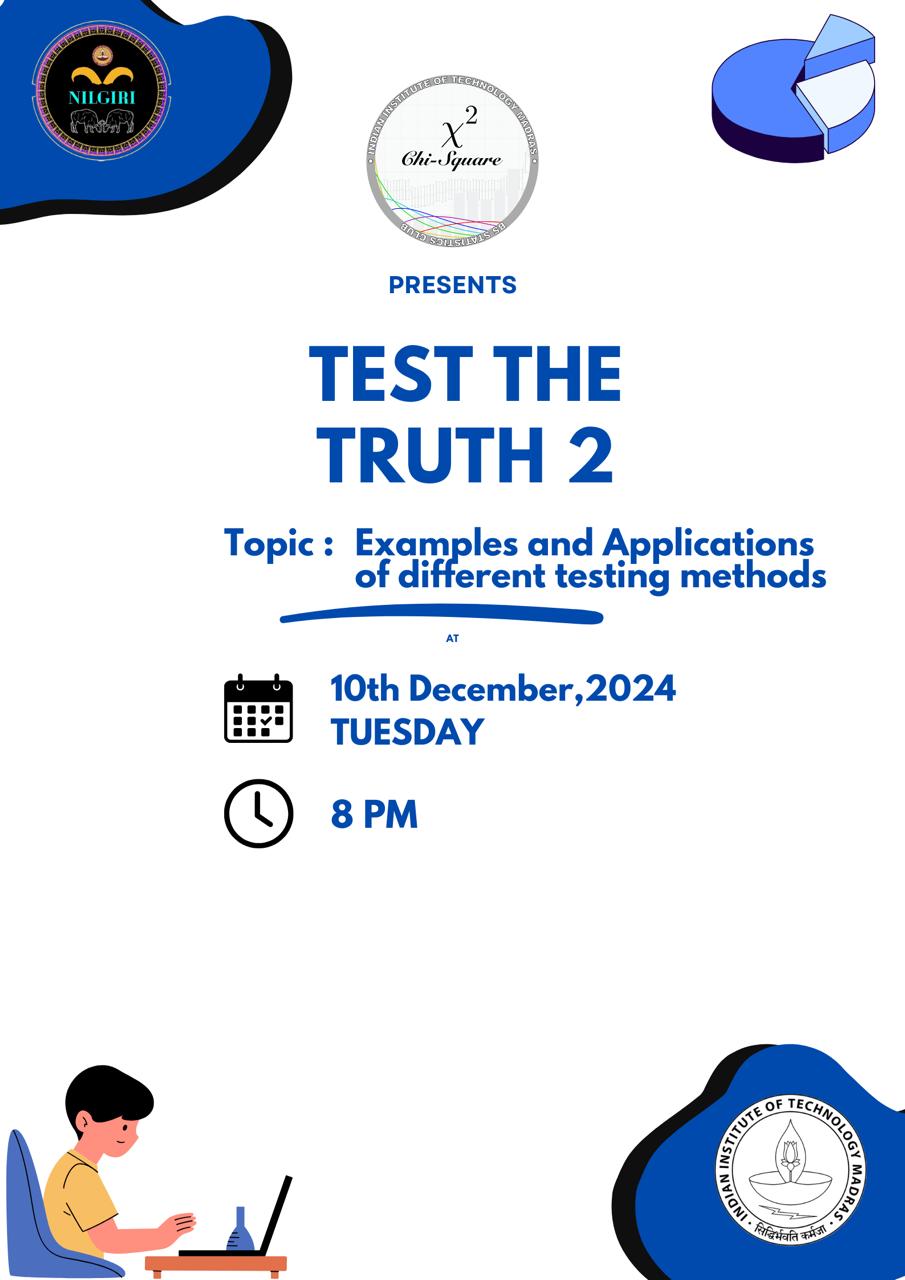 NILGIRI
INDIAN INSTITUTE OF TECHNOLOGY MADRAS
χ²
Chi-Square
BS STATISTICS CLUB
PRESENTS
TEST THE
TRUTH 2
Topic : Examples and Applications
of different testing methods
AT
10th December,2024
TUESDAY
8 PM
INDIAN INSTITUTE OF TECHNOLOGY MADRAS
सिद्धिर्भवति कर्मजा